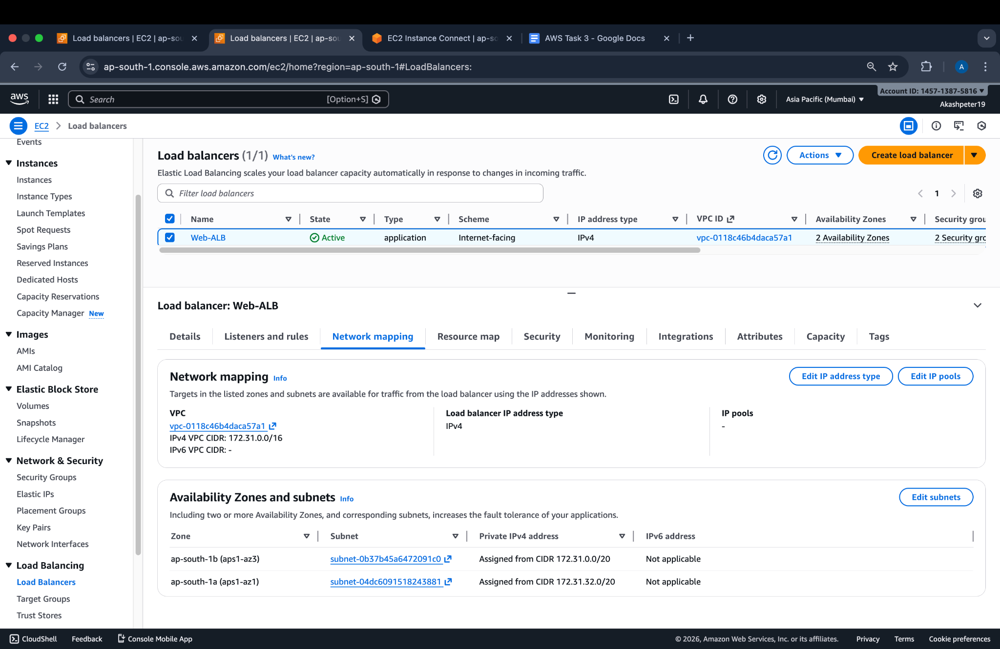 Load balancers | EC2 | ap-sou
Load balancers | EC2 | ap-sou
EC2 Instance Connect | ap-so
AWS Task 3 - Google Docs
ap-south-1.console.aws.amazon.com/ec2/home?region=ap-south-1#LoadBalancers:
A
aws
Search
[Option+S]
Asia Pacific (Mumbai)
Account ID: 1457-1387-5816
Akashpeter19
EC2
Load balancers
Events
Instances
Instances
Instance Types
Launch Templates
Spot Requests
Savings Plans
Reserved Instances
Dedicated Hosts
Capacity Reservations
Capacity Manager New
Images
AMIs
AMI Catalog
Elastic Block Store
Volumes
Snapshots
Lifecycle Manager
Network & Security
Security Groups
Elastic IPs
Placement Groups
Key Pairs
Network Interfaces
Load Balancing
Load Balancers
Target Groups
Trust Stores
Load balancers (1/1) What's new?
Actions
Create load balancer
Elastic Load Balancing scales your load balancer capacity automatically in response to changes in incoming traffic.
Filter load balancers
1
Name State Type Scheme IP address type VPC ID Availability Zones Security grou
Web-ALB Active application Internet-facing IPv4 vpc-0118c46b4daca57a1 2 Availability Zones 2 Security gro
Load balancer: Web-ALB
Details Listeners and rules Network mapping Resource map Security Monitoring Integrations Attributes Capacity Tags
Network mapping Info
Edit IP address type
Edit IP pools
Targets in the listed zones and subnets are available for traffic from the load balancer using the IP addresses shown.
VPC
vpc-0118c46b4daca57a1
IPv4 VPC CIDR: 172.31.0.0/16
IPv6 VPC CIDR: -
Load balancer IP address type
IPv4
IP pools
-
Availability Zones and subnets Info
Edit subnets
Including two or more Availability Zones, and corresponding subnets, increases the fault tolerance of your applications.
Zone Subnet Private IPv4 address IPv6 address
ap-south-1b (aps1-az3) subnet-0b37b45a6472091c0 Assigned from CIDR 172.31.0.0/20 Not applicable
ap-south-1a (aps1-az1) subnet-04dc6091518243881 Assigned from CIDR 172.31.32.0/20 Not applicable
CloudShell Feedback Console Mobile App © 2026, Amazon Web Services, Inc. or its affiliates. Privacy Terms Cookie preferences